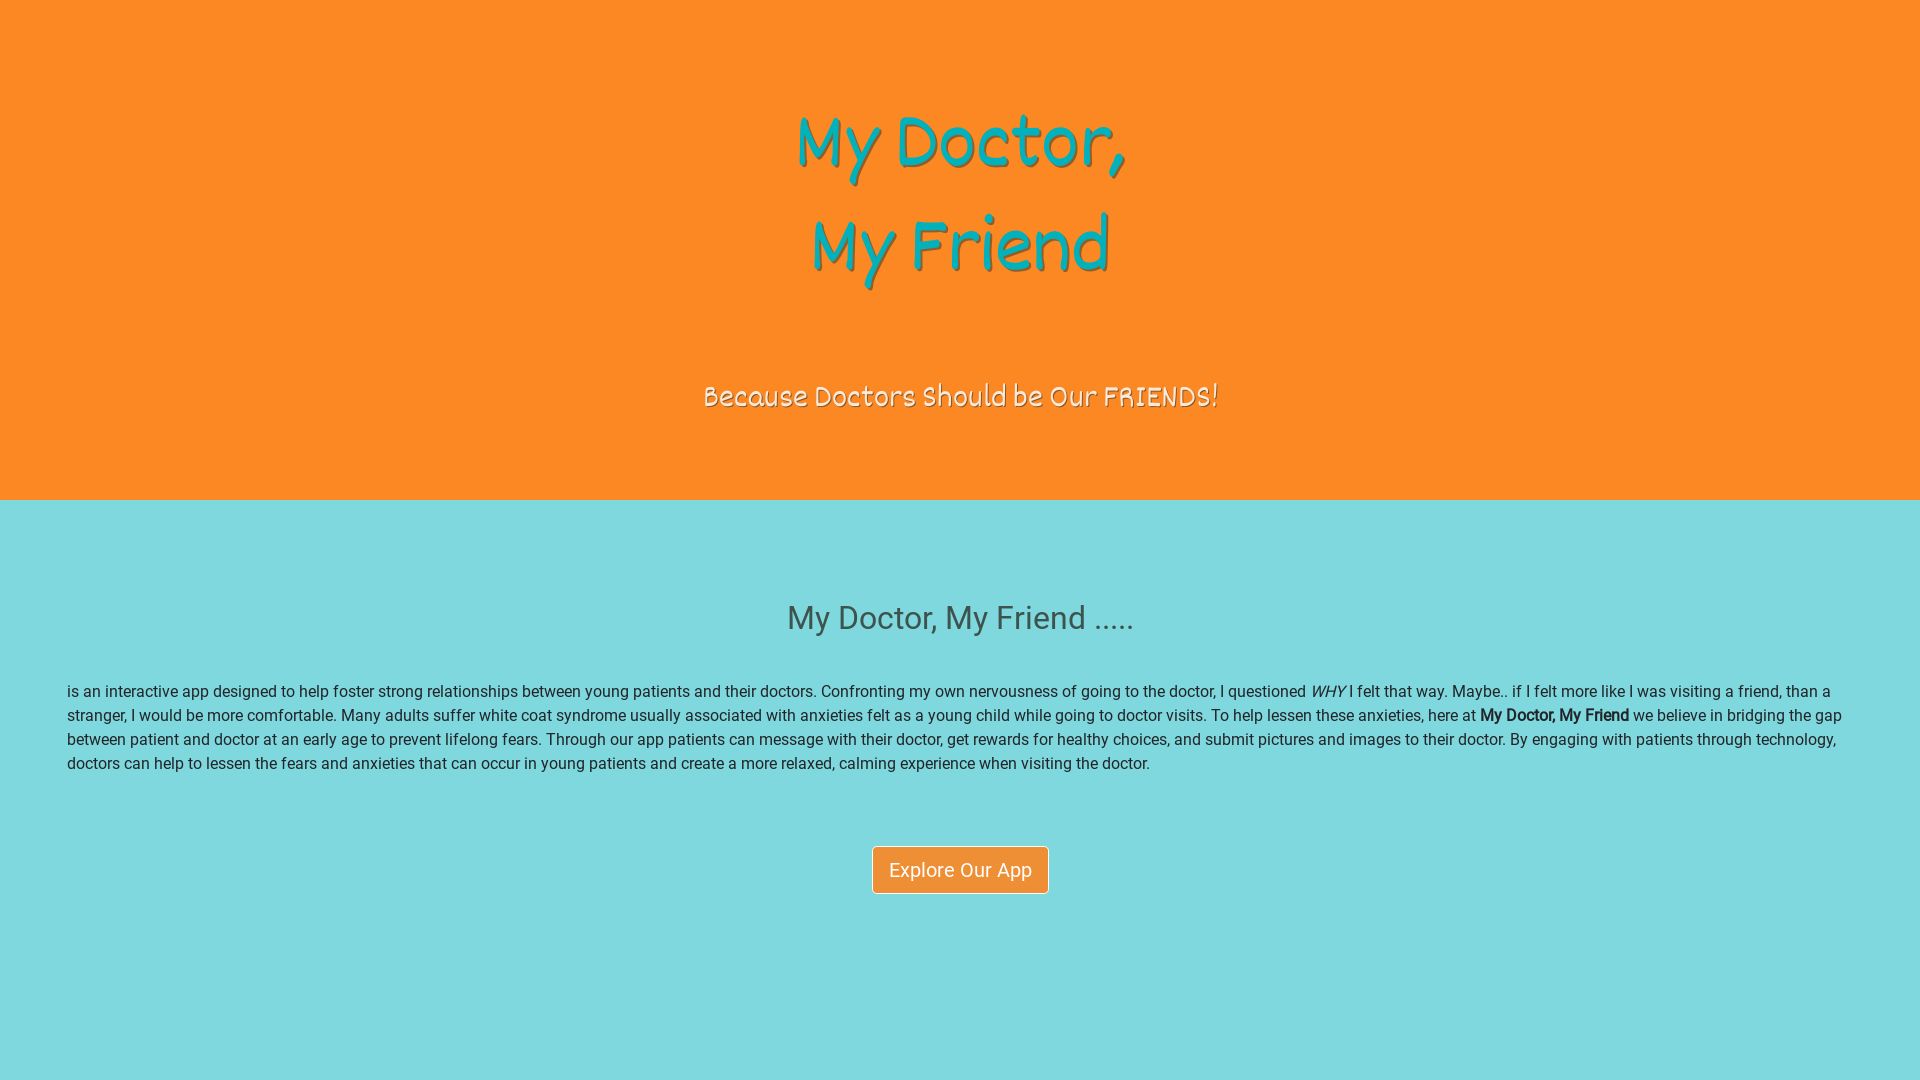 My Doctor,
My Friend
Because Doctors Should be Our FRIENDS!
My Doctor, My Friend .....
is an interactive app designed to help foster strong relationships between young patients and their doctors. Confronting my own nervousness of going to the doctor, I questioned WHY I felt that way. Maybe.. if I felt more like I was visiting a friend, than a
stranger, I would be more comfortable. Many adults suffer white coat syndrome usually associated with anxieties felt as a young child while going to doctor visits. To help lessen these anxieties, here at My Doctor, My Friend we believe in bridging the gap
between patient and doctor at an early age to prevent lifelong fears. Through our app patients can message with their doctor, get rewards for healthy choices, and submit pictures and images to their doctor. By engaging with patients through technology,
doctors can help to lessen the fears and anxieties that can occur in young patients and create a more relaxed, calming experience when visiting the doctor.
Explore Our App